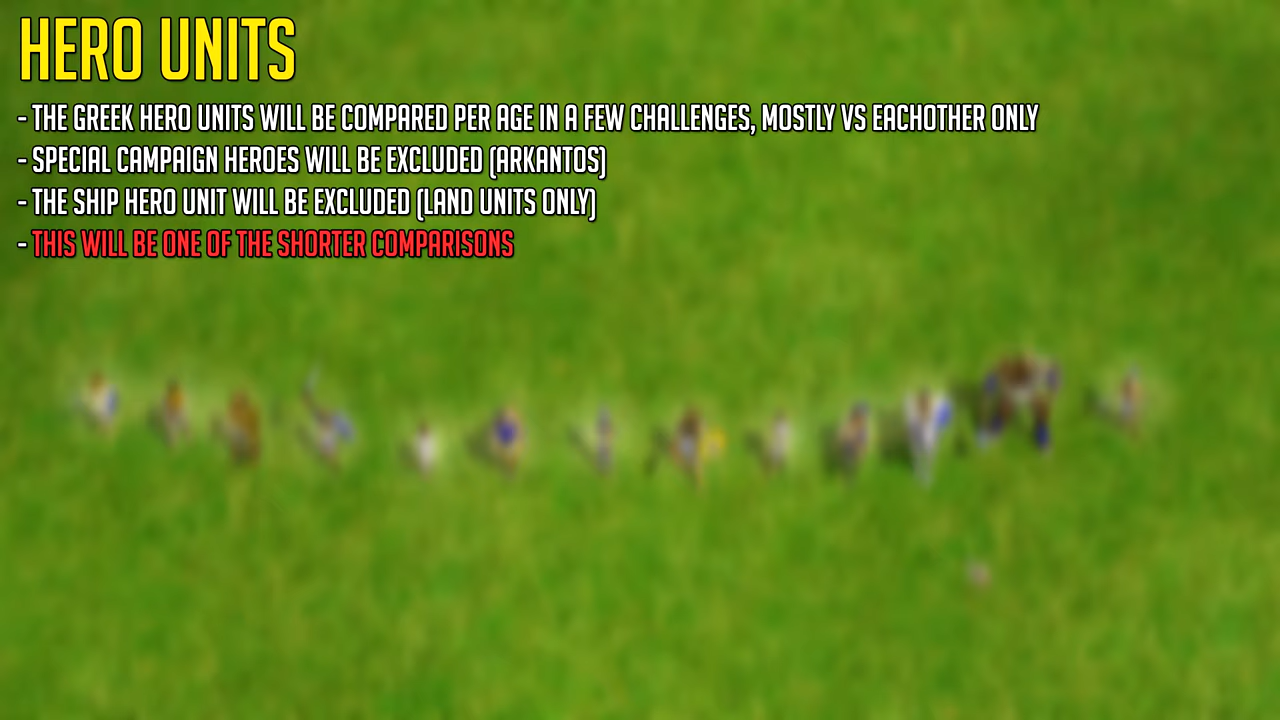 HERO UNITS
- THE GREEK HERO UNITS WILL BE COMPARED PER AGE IN A FEW CHALLENGES, MOSTLY VS EACHOTHER ONLY
- SPECIAL CAMPAIGN HEROES WILL BE EXCLUDED (ARKANTOS)
- THE SHIP HERO UNIT WILL BE EXCLUDED (LAND UNITS ONLY)
- THIS WILL BE ONE OF THE SHORTER COMPARISONS